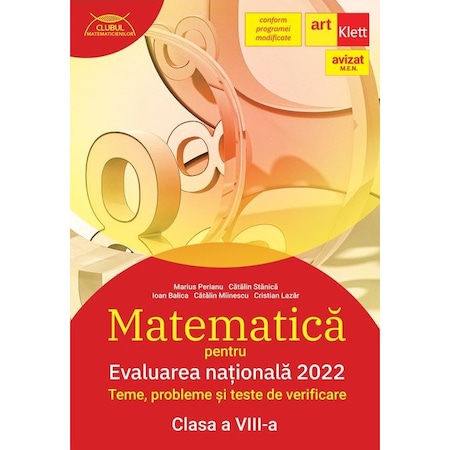 CLUBUL
MATEMATICIENILOR
conform
programei
modificate
art
Klett
avizat
M.E.N.
Marius Perianu Cătălin Stănică
Ioan Balica Cătălin Miinescu Cristian Lazăr
Matematică
pentru
Evaluarea națională 2022
Teme, probleme și teste de verificare
Clasa a VIII-a